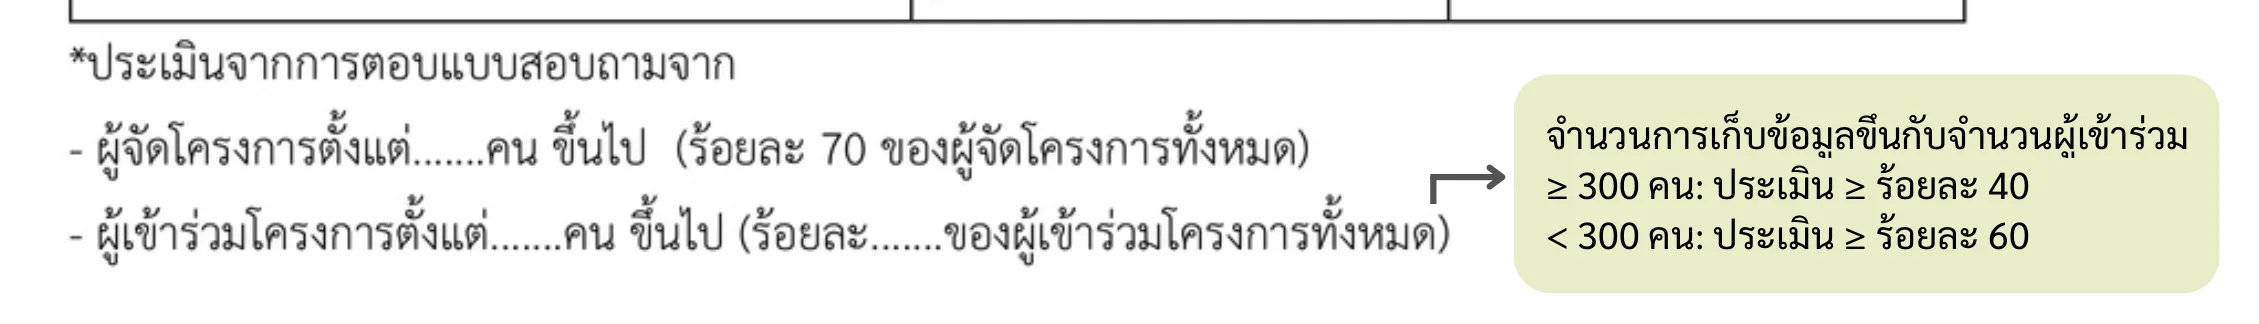 *ประเมินจากการตอบแบบสอบถามจาก
- ผู้จัดโครงการตั้งแต่.......คน ขึ้นไป (ร้อยละ 70 ของผู้จัดโครงการทั้งหมด)
- ผู้เข้าร่วมโครงการตั้งแต่.......คน ขึ้นไป (ร้อยละ.......ของผู้เข้าร่วมโครงการทั้งหมด)
จำนวนการเก็บข้อมูลขึนกับจำนวนผู้เข้าร่วม
≥ 300 คน: ประเมิน ≥ ร้อยละ 40
< 300 คน: ประเมิน ≥ ร้อยละ 60